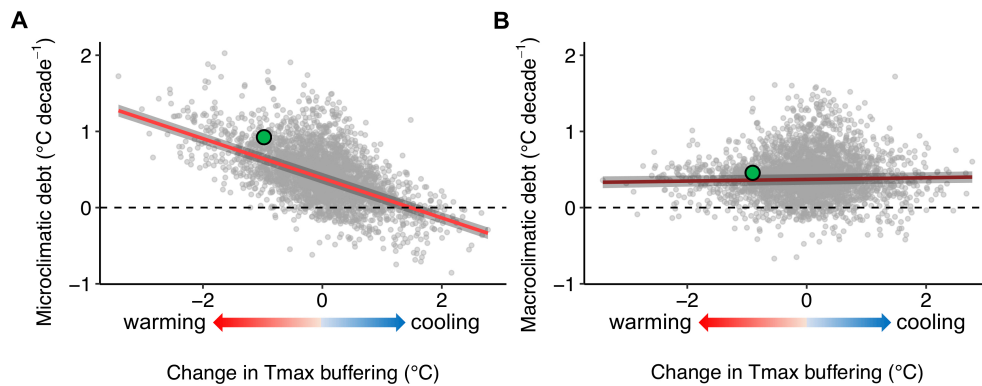 A
Microclimatic debt (°C decade⁻¹)
2
1
0
−1
−2
0
2
warming
cooling
Change in Tmax buffering (°C)
B
Macroclimatic debt (°C decade⁻¹)
2
1
0
−1
−2
0
2
warming
cooling
Change in Tmax buffering (°C)